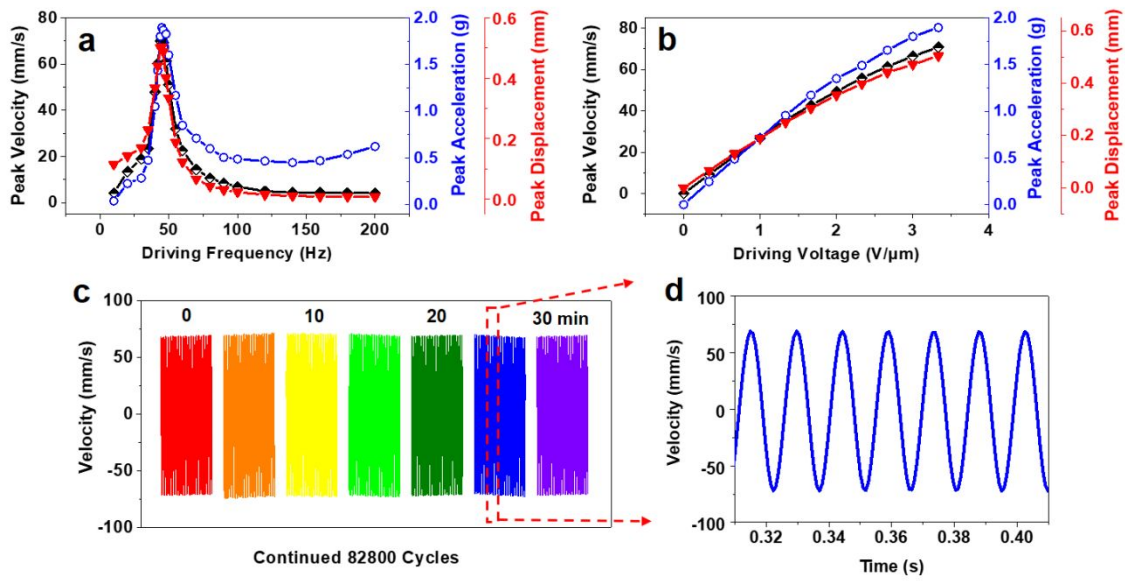 a
Peak Velocity (mm/s)
80
60
40
20
0
0 50 100 150 200
Driving Frequency (Hz)
2.0
1.5
1.0
0.5
0.0
Peak Acceleration (g)
0.6
0.4
0.2
0.0
Peak Displacement (mm)
b
Peak Velocity (mm/s)
80
60
40
20
0
0 1 2 3 4
Driving Voltage (V/μm)
2.0
1.5
1.0
0.5
0.0
Peak Acceleration (g)
0.6
0.4
0.2
0.0
Peak Displacement (mm)
c
Velocity (mm/s)
100
50
0
-50
-100
0 10 20 30 min
Continued 82800 Cycles
d
Velocity (mm/s)
100
50
0
-50
-100
0.32 0.34 0.36 0.38 0.40
Time (s)